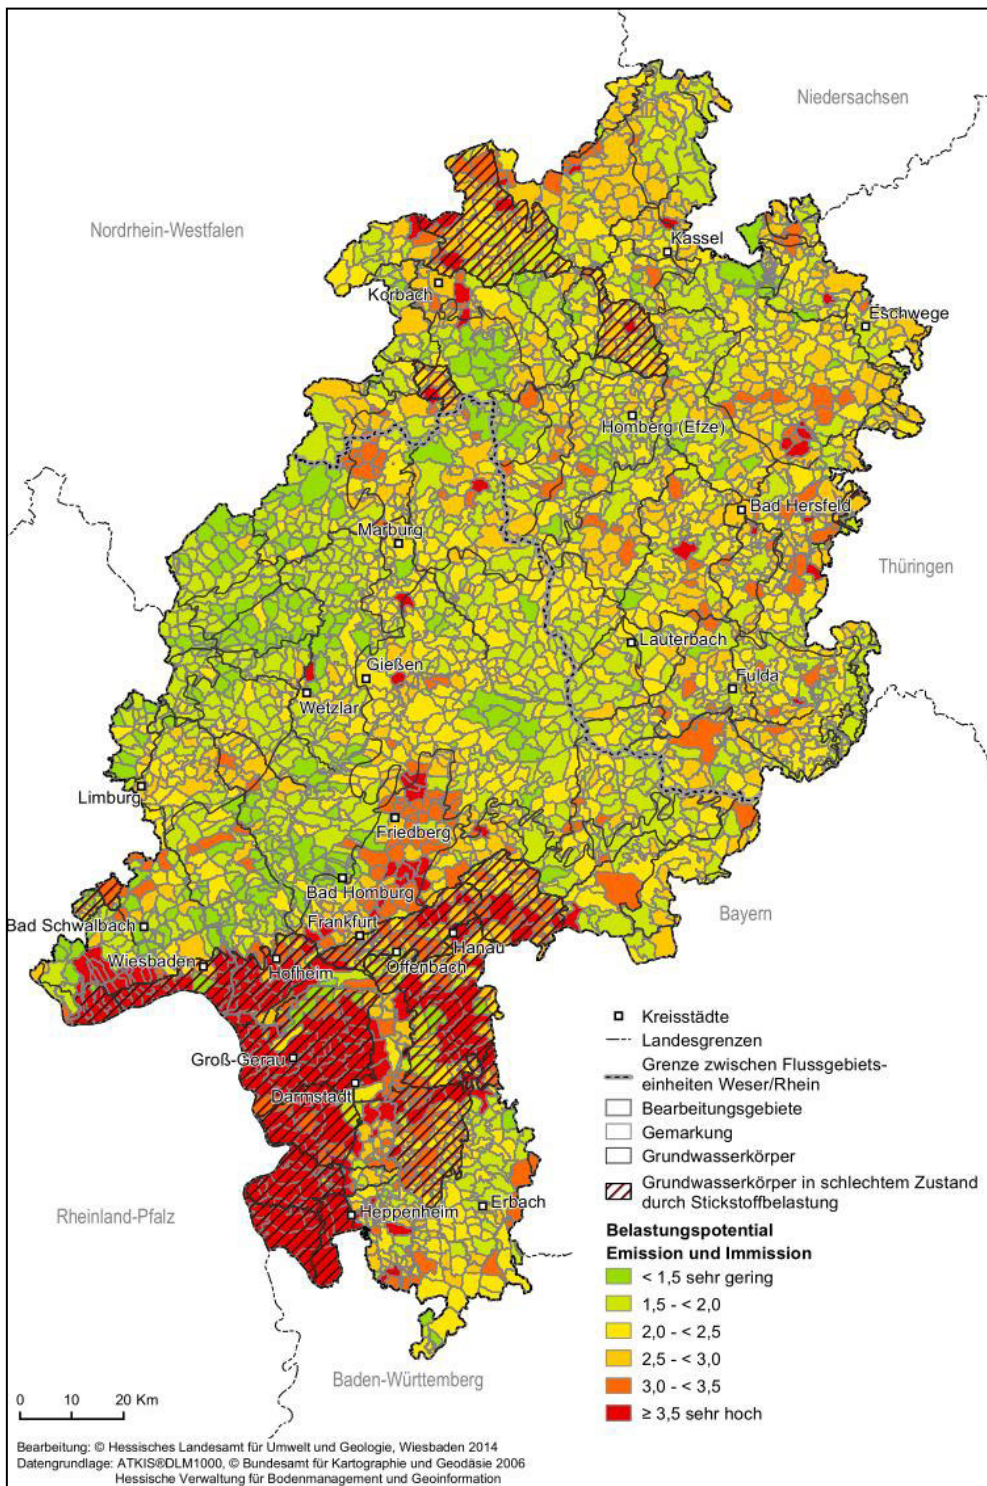 Niedersachsen
Nordrhein-Westfalen
Kassel
Korbach
Eschwege
Homberg (Efze)
Bad Hersfeld
Marburg
Thüringen
Lauterbach
Gießen
Fulda
Wetzlar
Limburg
Friedberg
Bad Homburg
Bayern
Bad Schwalbach
Frankfurt
Hanau
Wiesbaden
Hofheim
Offenbach
Groß-Gerau
Darmstadt
Rheinland-Pfalz
Heppenheim
Erbach
Baden-Württemberg
Kreisstädte
Landesgrenzen
Grenze zwischen Flussgebiets-
einheiten Weser/Rhein
Bearbeitungsgebiete
Gemarkung
Grundwasserkörper
Grundwasserkörper in schlechtem Zustand
durch Stickstoffbelastung
Belastungspotential
Emission und Immission
< 1,5 sehr gering
1,5 - < 2,0
2,0 - < 2,5
2,5 - < 3,0
3,0 - < 3,5
≥ 3,5 sehr hoch
0 10 20 Km
Bearbeitung: © Hessisches Landesamt für Umwelt und Geologie, Wiesbaden 2014
Datengrundlage: ATKIS®DLM1000, © Bundesamt für Kartographie und Geodäsie 2006
Hessische Verwaltung für Bodenmanagement und Geoinformation